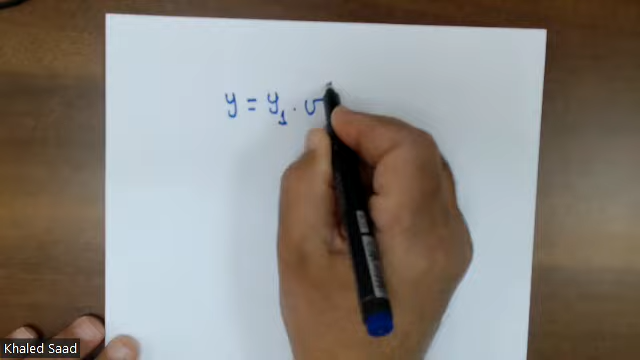 y = y₁ · v
Khaled Saad